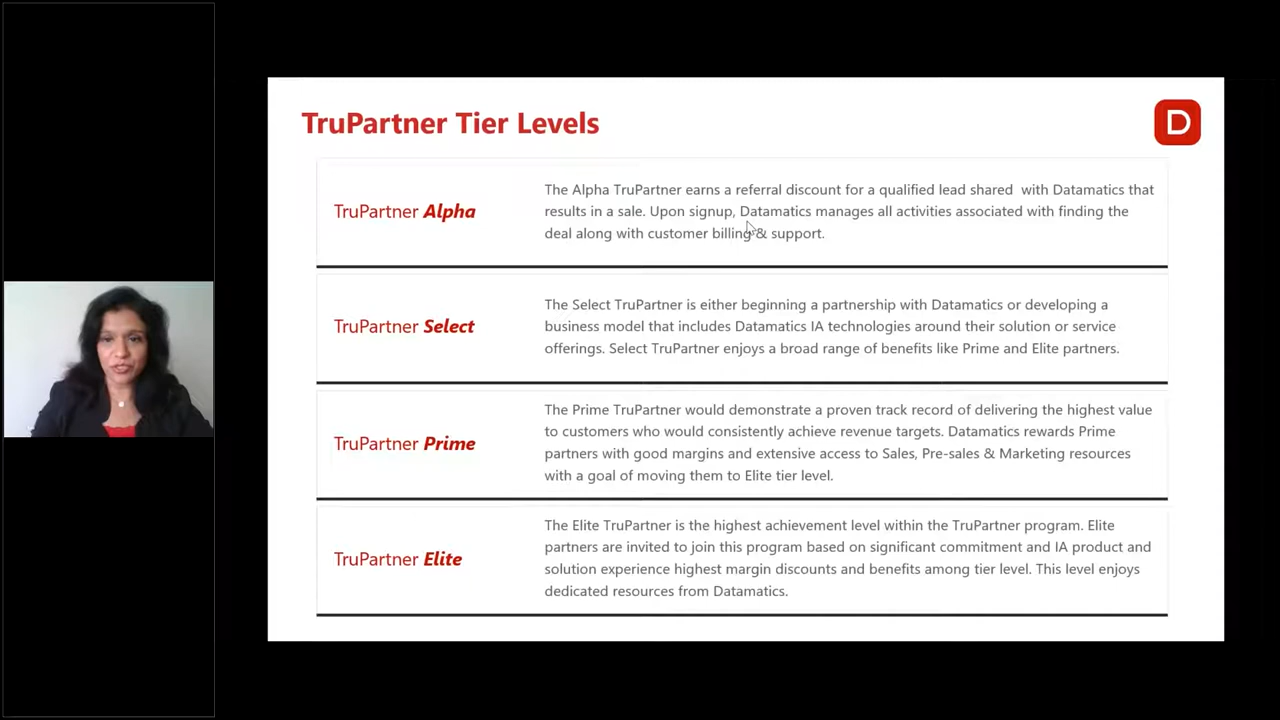 TruPartner Tier Levels
D
TruPartner Alpha
The Alpha TruPartner earns a referral discount for a qualified lead shared with Datamatics that
results in a sale. Upon signup, Datamatics manages all activities associated with finding the
deal along with customer billing & support.
TruPartner Select
The Select TruPartner is either beginning a partnership with Datamatics or developing a
business model that includes Datamatics IA technologies around their solution or service
offerings. Select TruPartner enjoys a broad range of benefits like Prime and Elite partners.
TruPartner Prime
The Prime TruPartner would demonstrate a proven track record of delivering the highest value
to customers who would consistently achieve revenue targets. Datamatics rewards Prime
partners with good margins and extensive access to Sales, Pre-sales & Marketing resources
with a goal of moving them to Elite tier level.
TruPartner Elite
The Elite TruPartner is the highest achievement level within the TruPartner program. Elite
partners are invited to join this program based on significant commitment and IA product and
solution experience highest margin discounts and benefits among tier level. This level enjoys
dedicated resources from Datamatics.